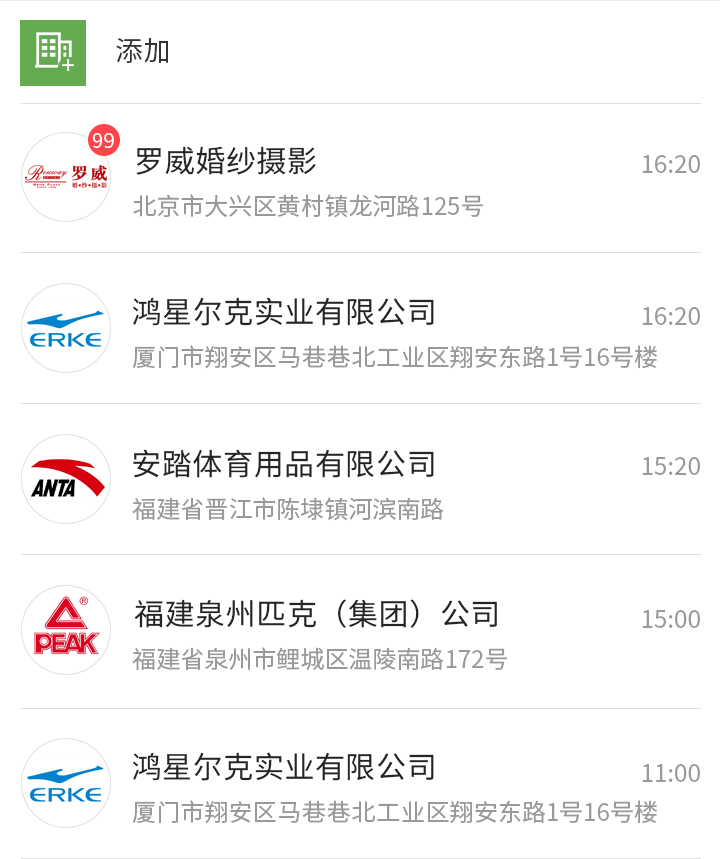 添加
99
Roway 罗威
婚•纱•摄•影
罗威婚纱摄影
16:20
北京市大兴区黄村镇龙河路125号
ERKE
鸿星尔克实业有限公司
16:20
厦门市翔安区马巷巷北工业区翔安东路1号16号楼
ANTA
安踏体育用品有限公司
15:20
福建省晋江市陈埭镇河滨南路
®
PEAK
福建泉州匹克（集团）公司
15:00
福建省泉州市鲤城区温陵南路172号
ERKE
鸿星尔克实业有限公司
11:00
厦门市翔安区马巷巷北工业区翔安东路1号16号楼